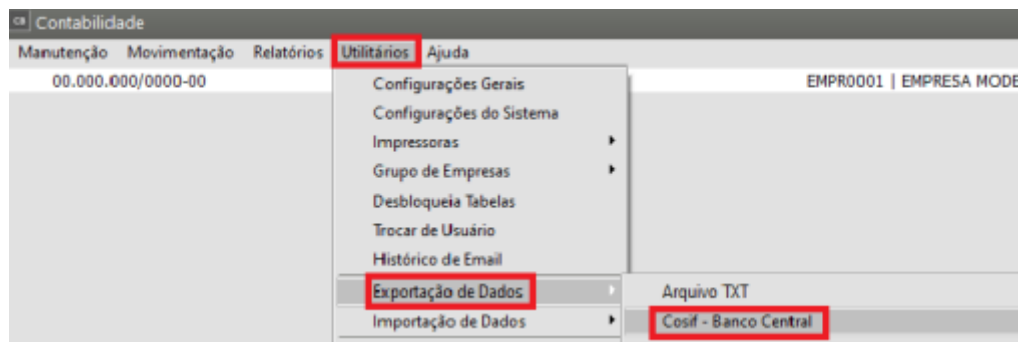 CB Contabilidade
Manutenção Movimentação Relatórios Utilitários Ajuda
00.000.000/0000-00 EMPR0001 | EMPRESA MODE
Configurações Gerais
Configurações do Sistema
Impressoras
Grupo de Empresas
Desbloqueia Tabelas
Trocar de Usuário
Histórico de Email
Exportação de Dados Arquivo TXT
Importação de Dados Cosif - Banco Central